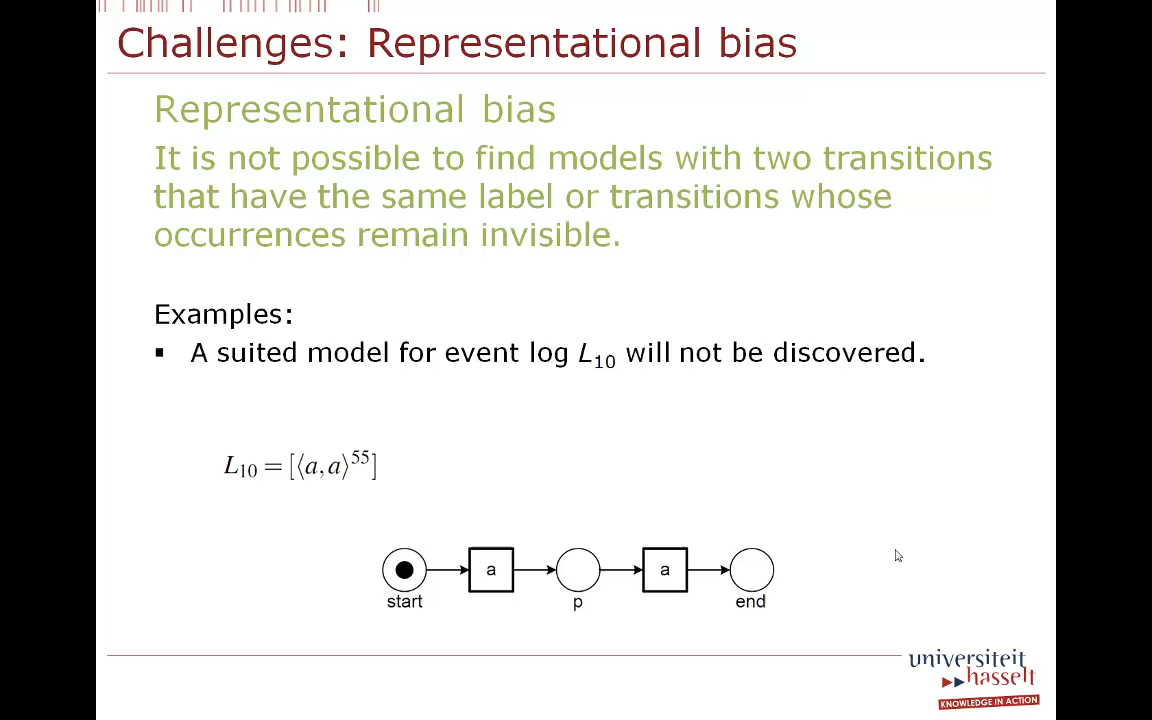 Challenges: Representational bias
Representational bias
It is not possible to find models with two transitions
that have the same label or transitions whose
occurrences remain invisible.
Examples:
▪ A suited model for event log L₁₀ will not be discovered.
L₁₀ = [⟨a, a⟩⁵⁵]
a a
start p end
universiteit
hasselt
KNOWLEDGE IN ACTION